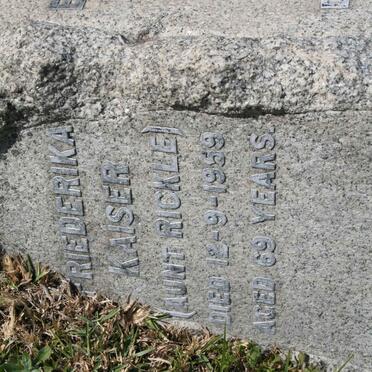 FRIEDERIKA
KAISER
(AUNT RICKLE)
DIED 12-9-1959
AGED 69 YEARS.